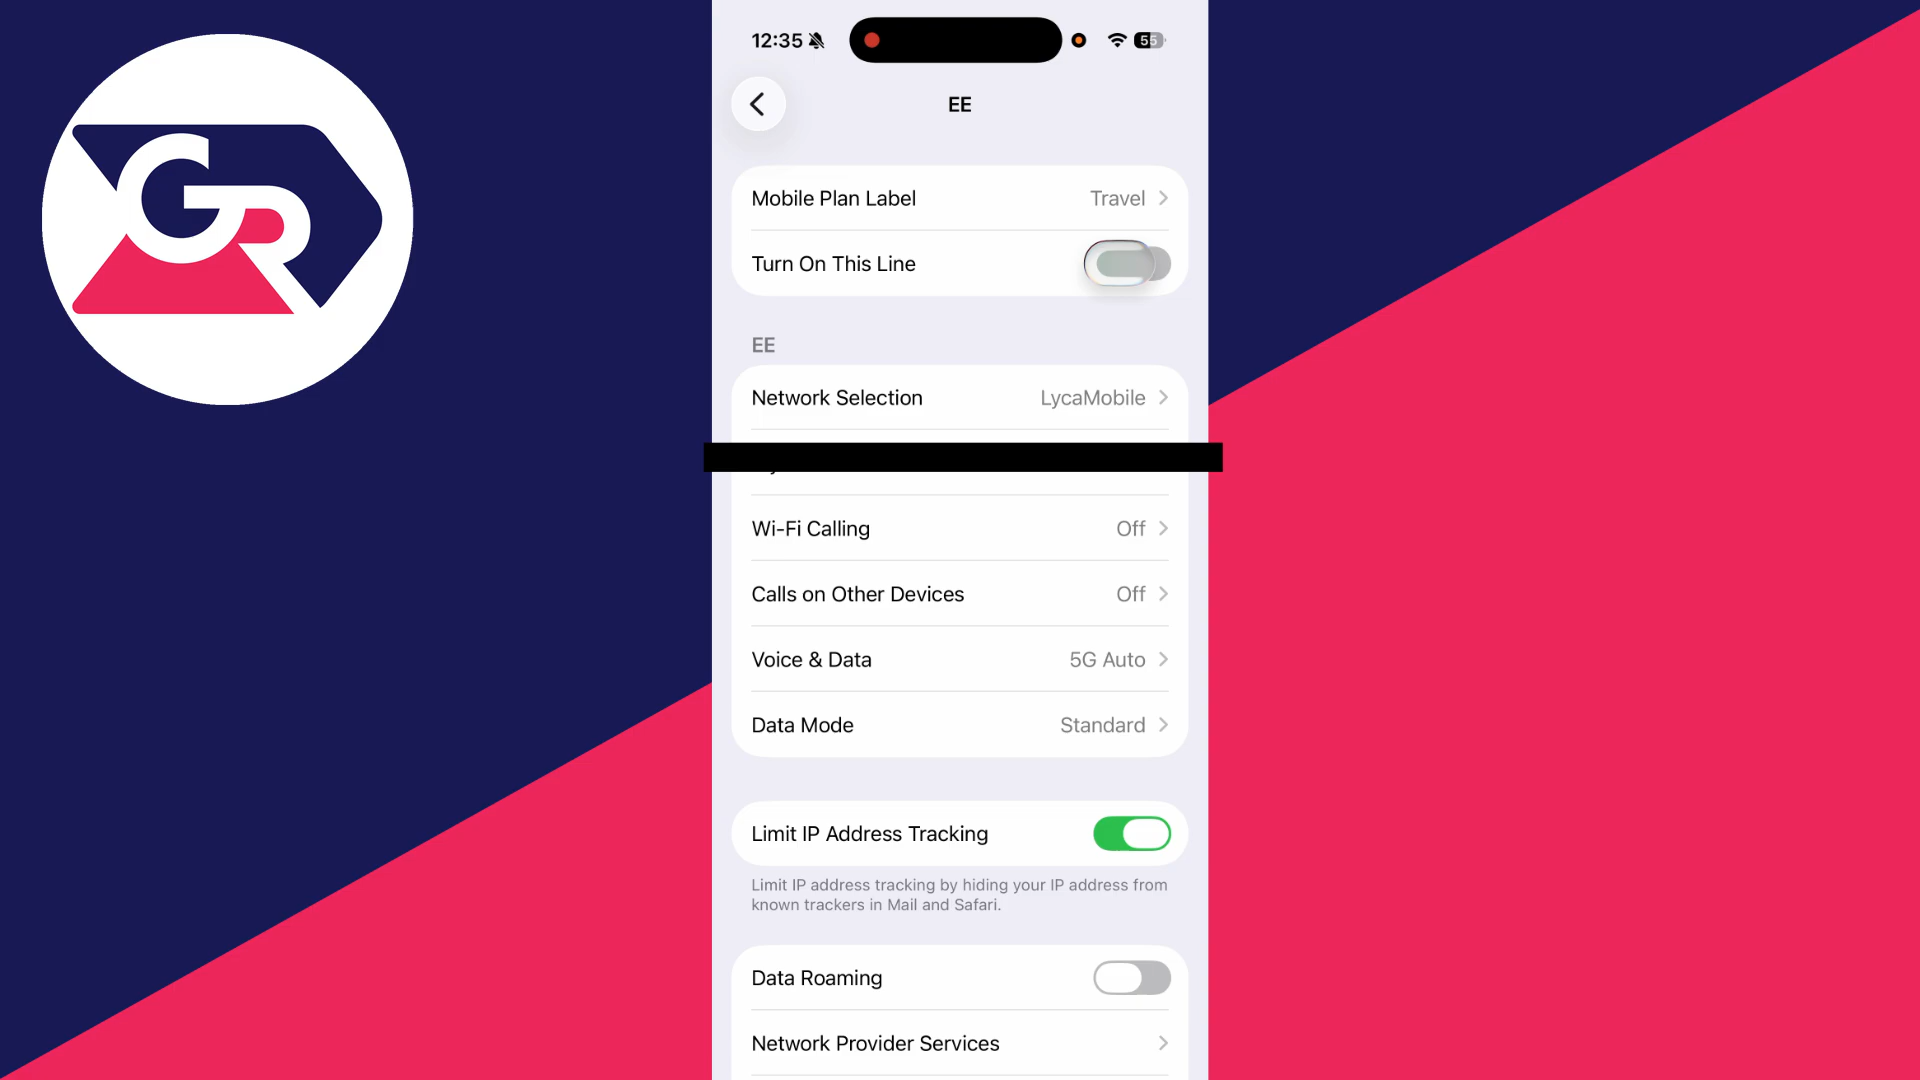 GR
12:35
55
EE
Mobile Plan Label Travel
Turn On This Line
EE
Network Selection LycaMobile
Wi-Fi Calling Off
Calls on Other Devices Off
Voice & Data 5G Auto
Data Mode Standard
Limit IP Address Tracking
Limit IP address tracking by hiding your IP address from
known trackers in Mail and Safari.
Data Roaming
Network Provider Services